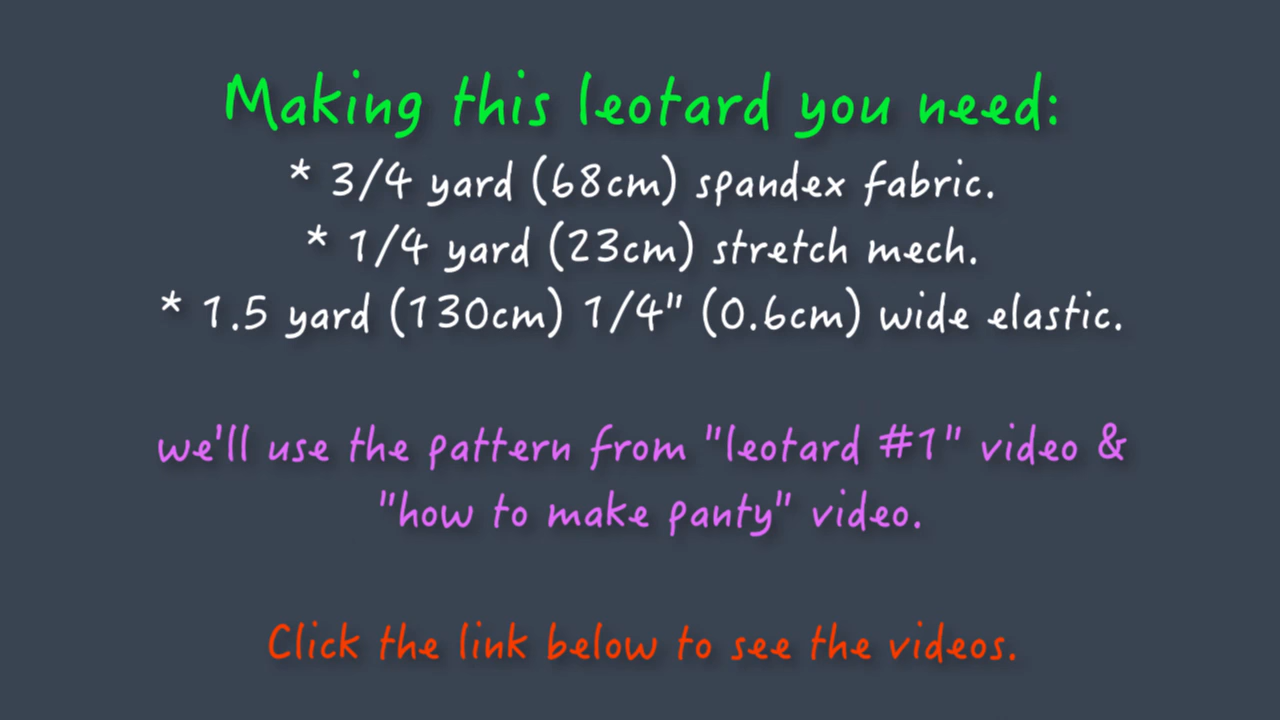 Making this leotard you need:
* 3/4 yard (68cm) spandex fabric.
* 1/4 yard (23cm) stretch mech.
* 1.5 yard (130cm) 1/4" (0.6cm) wide elastic.
we'll use the pattern from "leotard #1" video &
"how to make panty" video.
Click the link below to see the videos.